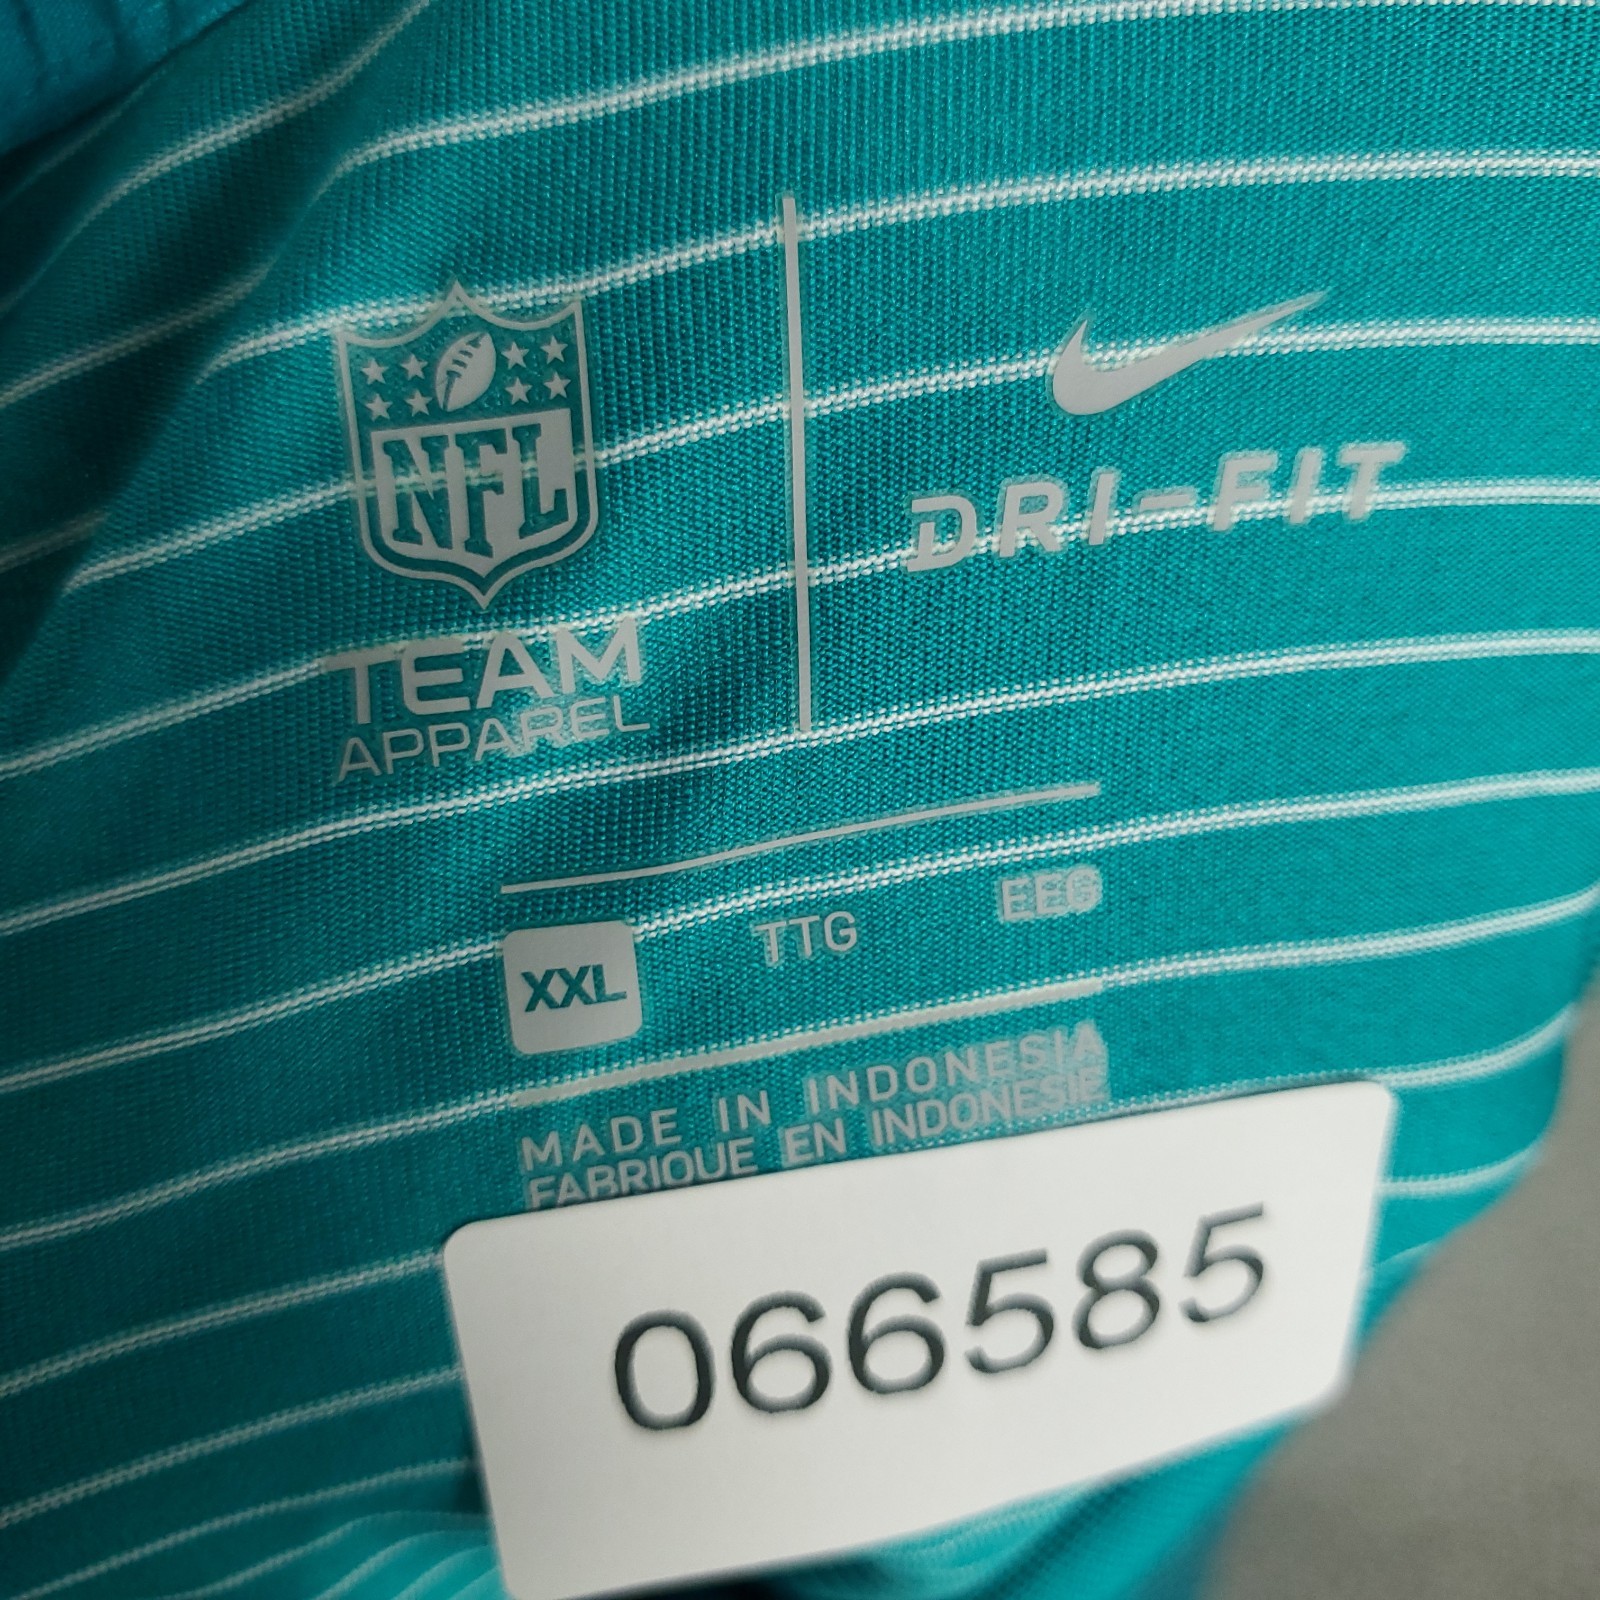 NFL
TEAM
APPAREL
DRI-FIT
XXL TTG EEG
MADE IN INDONESIA
FABRIQUE EN INDONESIE
066585